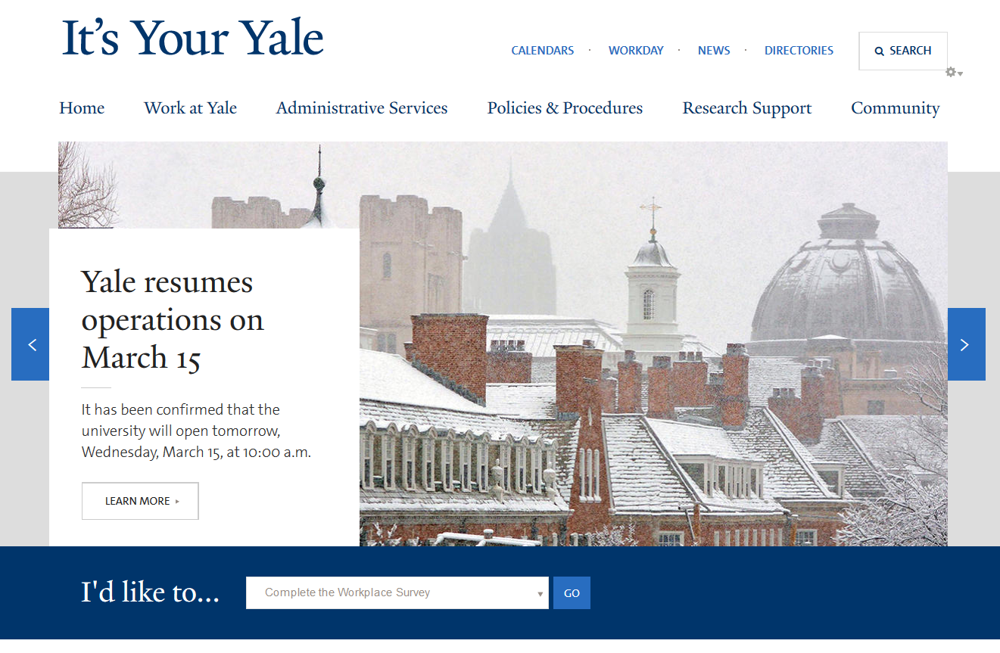 It's Your Yale
CALENDARS · WORKDAY · NEWS · DIRECTORIES
SEARCH
Home Work at Yale Administrative Services Policies & Procedures Research Support Community
Yale resumes
operations on
March 15
It has been confirmed that the
university will open tomorrow,
Wednesday, March 15, at 10:00 a.m.
LEARN MORE
I'd like to...
Complete the Workplace Survey
GO